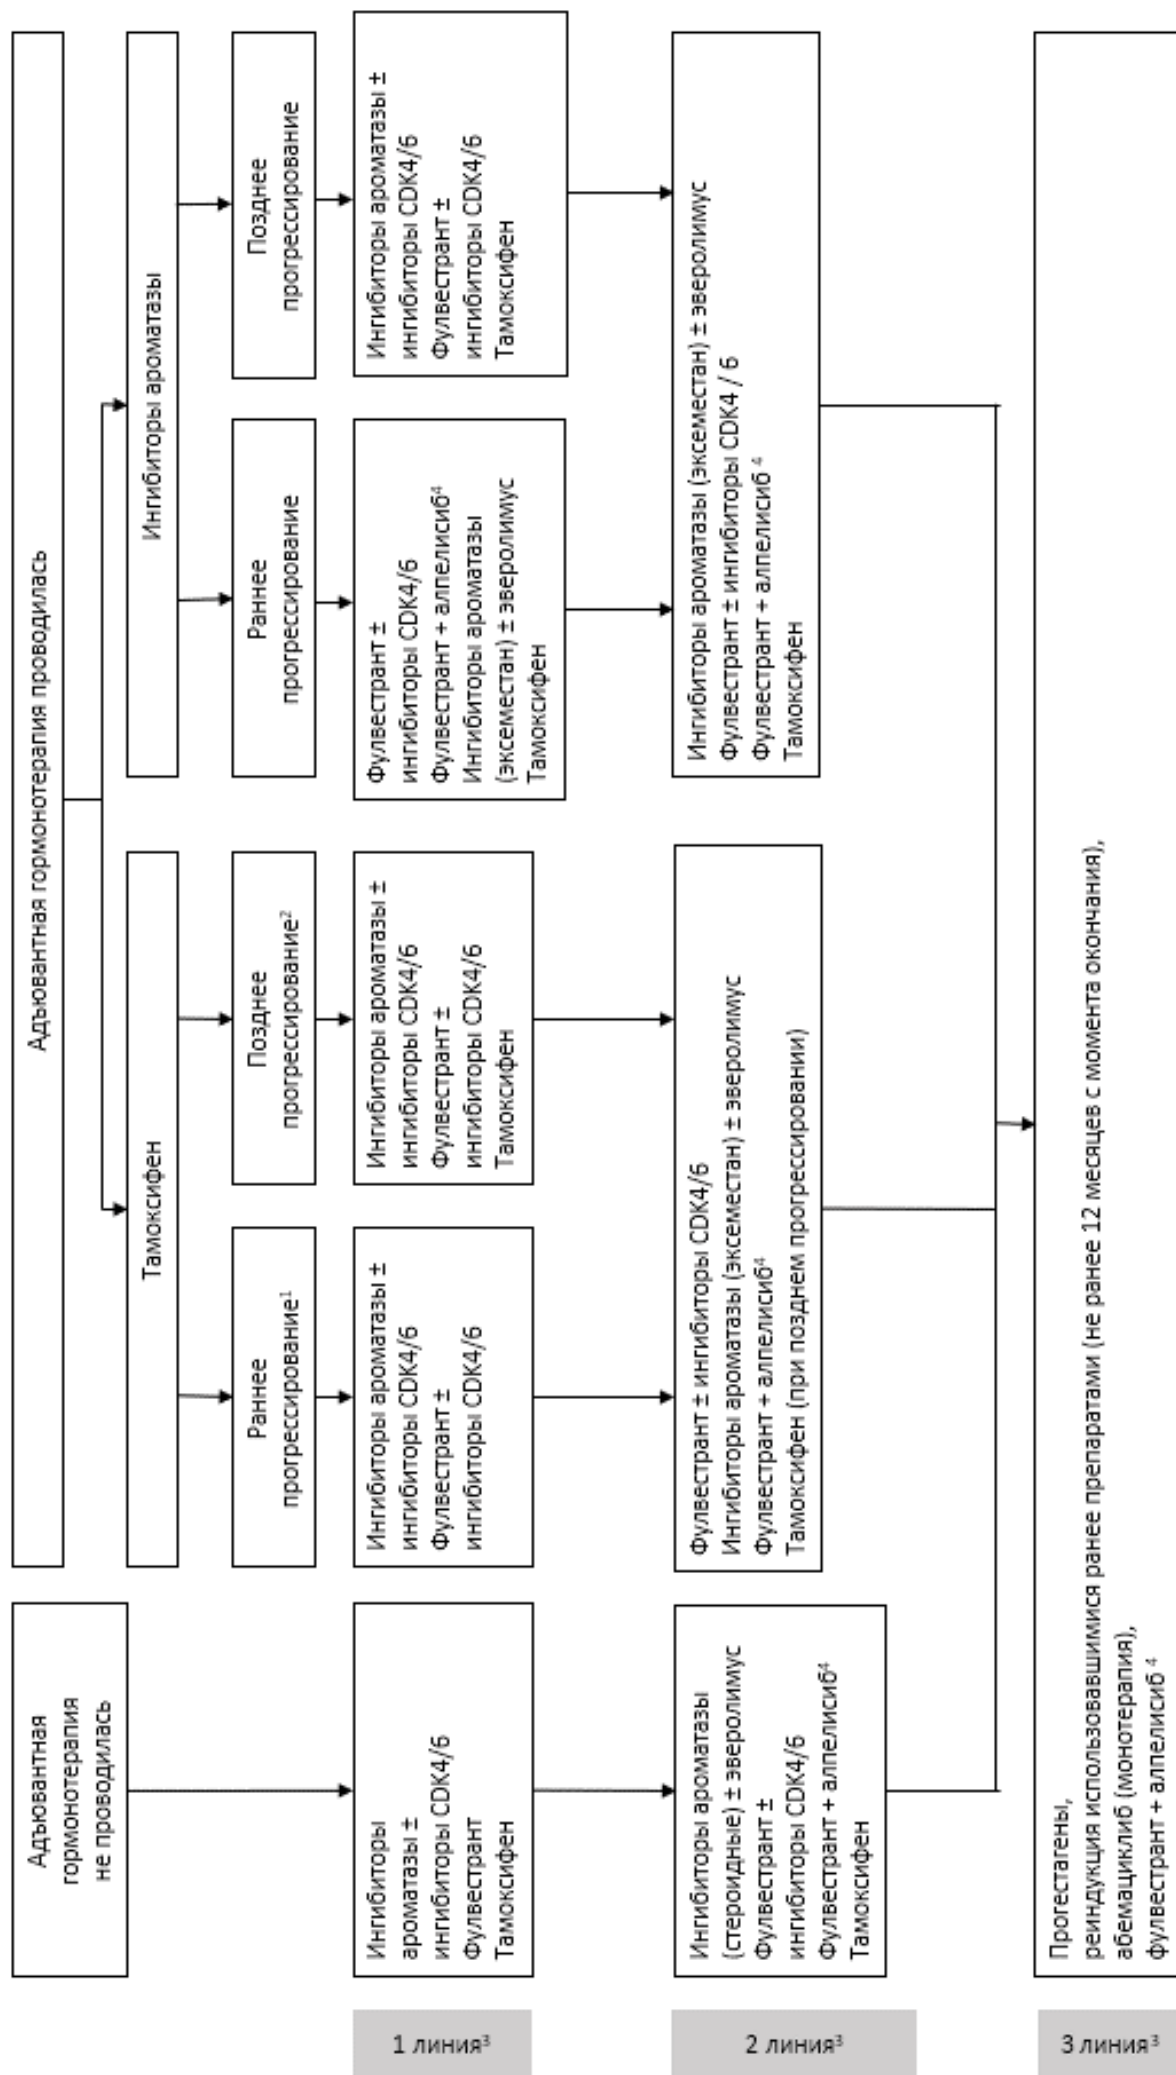 Адъювантная
гормонотерапия
не проводилась
Адъювантная гормонотерапия проводилась
Тамоксифен
Ингибиторы ароматазы
Раннее
прогрессирование¹
Позднее
прогрессирование²
Раннее
прогрессирование
Позднее
прогрессирование
1 линия³
Ингибиторы
ароматазы ±
ингибиторы CDK4/6
Фулвестрант
Тамоксифен
Ингибиторы ароматазы ±
ингибиторы CDK4/6
Фулвестрант ±
ингибиторы CDK4/6
Ингибиторы ароматазы ±
ингибиторы CDK4/6
Фулвестрант ±
ингибиторы CDK4/6
Тамоксифен
Фулвестрант ±
ингибиторы CDK4/6
Фулвестрант + алпелисиб⁴
Ингибиторы ароматазы
(эксеместан) ± эверолимус
Тамоксифен
Ингибиторы ароматазы ±
ингибиторы CDK4/6
Фулвестрант ±
ингибиторы CDK4/6
Тамоксифен
2 линия³
Ингибиторы ароматазы
(стероидные) ± эверолимус
Фулвестрант ±
ингибиторы CDK4/6
Фулвестрант + алпелисиб⁴
Тамоксифен
Фулвестрант ± ингибиторы CDK4/6
Ингибиторы ароматазы (эксеместан) ± эверолимус
Фулвестрант + алпелисиб⁴
Тамоксифен (при позднем прогрессировании)
Ингибиторы ароматазы (эксеместан) ± эверолимус
Фулвестрант ± ингибиторы CDK4 / 6
Фулвестрант + алпелисиб ⁴
Тамоксифен
3 линия³
Прогестагены,
реиндукция использовавшимися ранее препаратами (не ранее 12 месяцев с момента окончания),
абемациклиб (монотерапия),
фулвестрант + алпелисиб ⁴